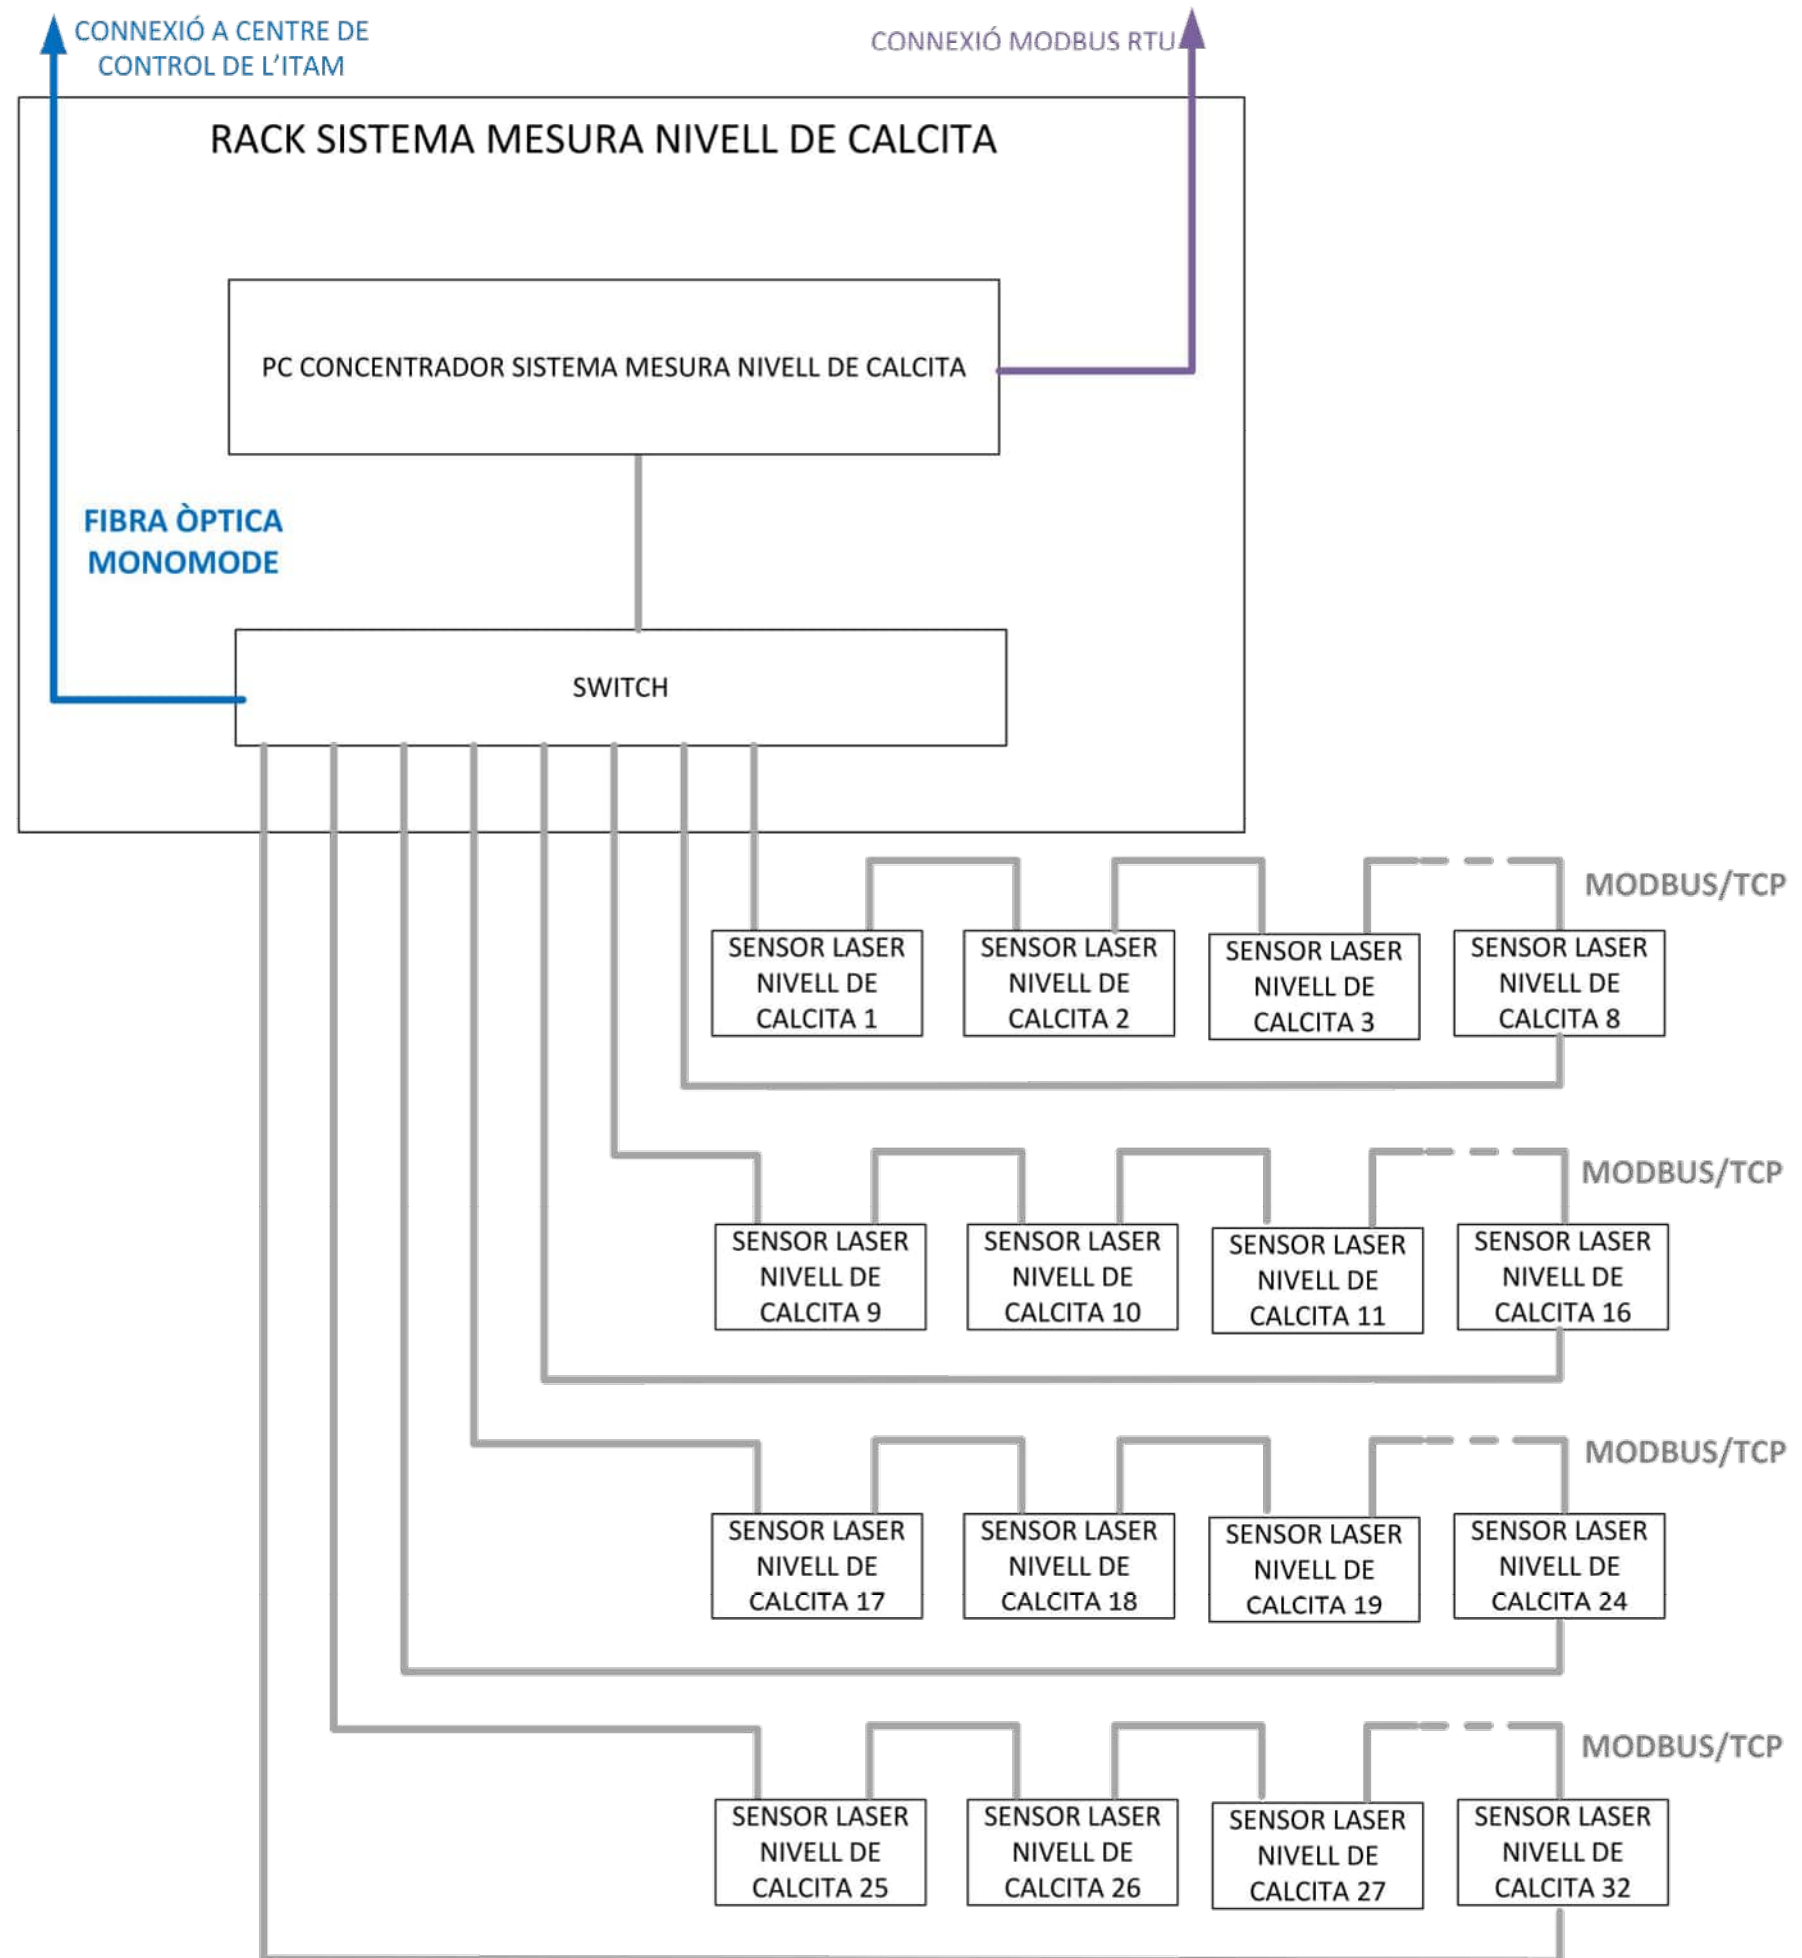 CONNEXIÓ A CENTRE DE
CONTROL DE L'ITAM
CONNEXIÓ MODBUS RTU
RACK SISTEMA MESURA NIVELL DE CALCITA
PC CONCENTRADOR SISTEMA MESURA NIVELL DE CALCITA
FIBRA ÒPTICA
MONOMODE
SWITCH
MODBUS/TCP
SENSOR LASER
NIVELL DE
CALCITA 1
SENSOR LASER
NIVELL DE
CALCITA 2
SENSOR LASER
NIVELL DE
CALCITA 3
SENSOR LASER
NIVELL DE
CALCITA 8
MODBUS/TCP
SENSOR LASER
NIVELL DE
CALCITA 9
SENSOR LASER
NIVELL DE
CALCITA 10
SENSOR LASER
NIVELL DE
CALCITA 11
SENSOR LASER
NIVELL DE
CALCITA 16
MODBUS/TCP
SENSOR LASER
NIVELL DE
CALCITA 17
SENSOR LASER
NIVELL DE
CALCITA 18
SENSOR LASER
NIVELL DE
CALCITA 19
SENSOR LASER
NIVELL DE
CALCITA 24
MODBUS/TCP
SENSOR LASER
NIVELL DE
CALCITA 25
SENSOR LASER
NIVELL DE
CALCITA 26
SENSOR LASER
NIVELL DE
CALCITA 27
SENSOR LASER
NIVELL DE
CALCITA 32